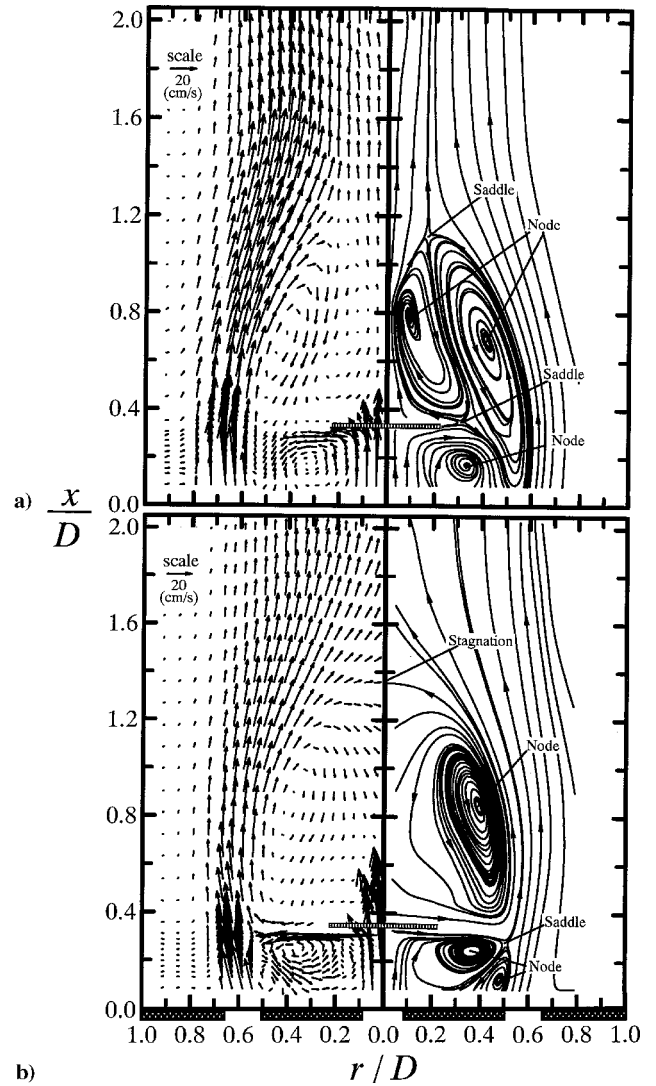 2.0
scale
20
(cm/s)
1.6
Saddle
1.2
Node
0.8
Saddle
0.4
Node
a)
0.0
x
D
2.0
scale
20
(cm/s)
1.6
Stagnation
1.2
Node
0.8
0.4
Saddle
Node
0.0
1.0 0.8 0.6 0.4 0.2 0.0 0.2 0.4 0.6 0.8 1.0
b)
r / D